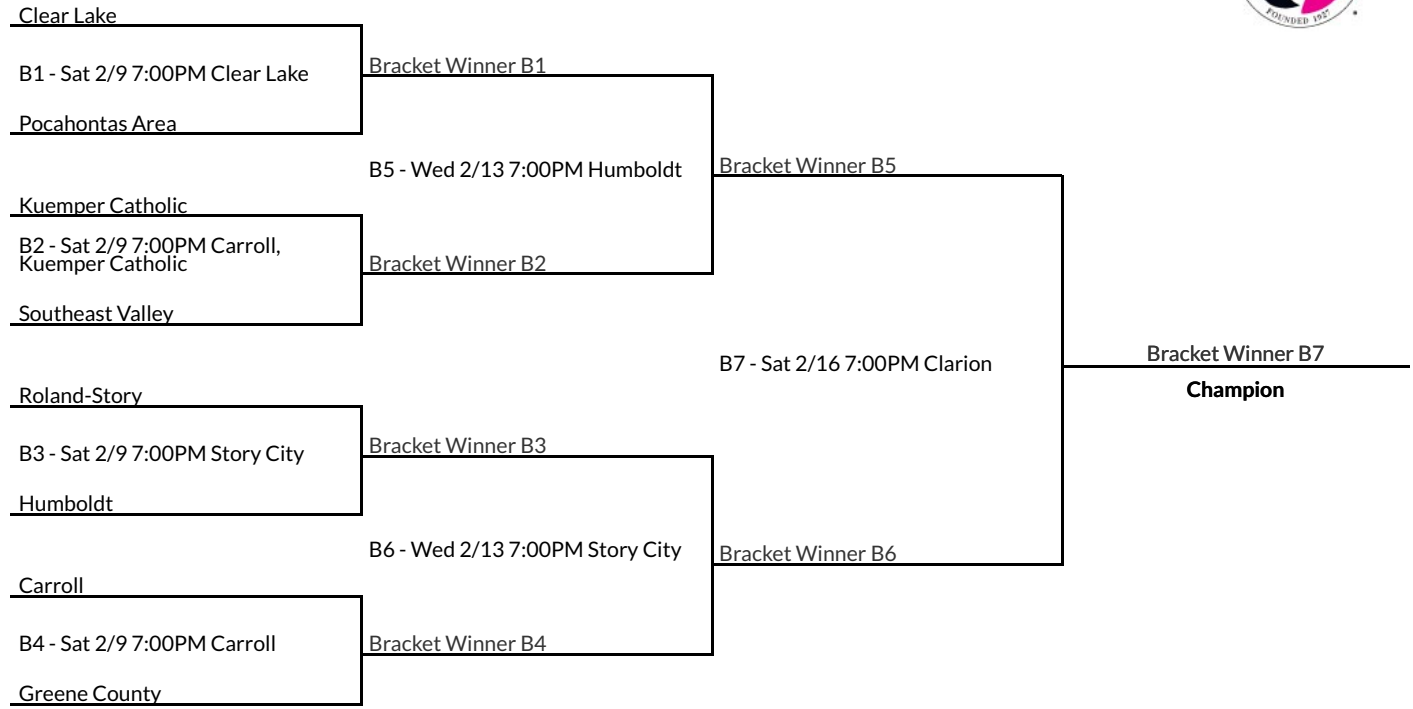 Clear Lake
B1 - Sat 2/9 7:00PM Clear Lake
Pocahontas Area
Bracket Winner B1
B5 - Wed 2/13 7:00PM Humboldt
Kuemper Catholic
B2 - Sat 2/9 7:00PM Carroll,
Kuemper Catholic
Southeast Valley
Bracket Winner B2
Bracket Winner B5
B7 - Sat 2/16 7:00PM Clarion
Bracket Winner B7
Champion
Roland-Story
B3 - Sat 2/9 7:00PM Story City
Humboldt
Bracket Winner B3
B6 - Wed 2/13 7:00PM Story City
Bracket Winner B6
Carroll
B4 - Sat 2/9 7:00PM Carroll
Greene County
Bracket Winner B4
FOUNDED 1927